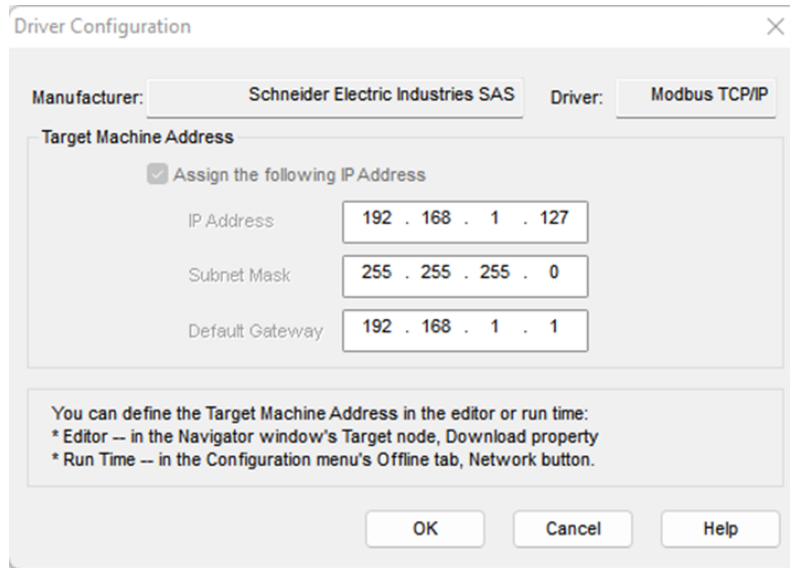 Driver Configuration
Manufacturer: Schneider Electric Industries SAS Driver: Modbus TCP/IP
Target Machine Address
Assign the following IP Address
IP Address 192 . 168 . 1 . 127
Subnet Mask 255 . 255 . 255 . 0
Default Gateway 192 . 168 . 1 . 1
You can define the Target Machine Address in the editor or run time:
* Editor -- in the Navigator window's Target node, Download property
* Run Time -- in the Configuration menu's Offline tab, Network button.
OK Cancel Help